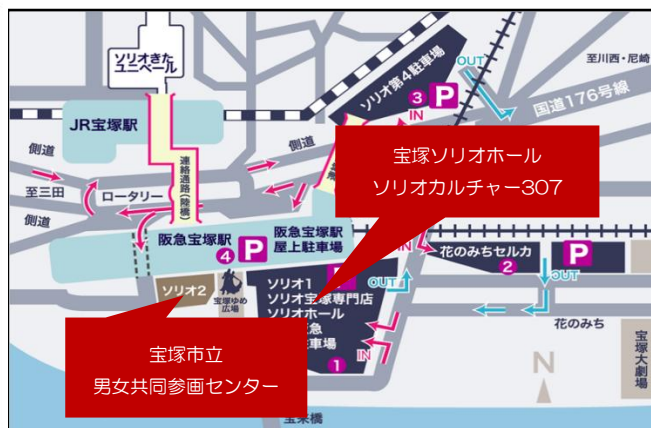 ソリオきた
ユニベール
JR宝塚駅
側道
至三田
側道
ロータリー
連絡通路(陸橋)
側道
ソリオ第4駐車場
3 P
IN
OUT
至川西・尼崎
国道176号線
宝塚ソリオホール
ソリオカルチャー307
阪急宝塚駅
4 P
阪急宝塚駅
屋上駐車場
IN
花のみちセルカ
2
P
OUT
ソリオ2
宝塚ゆめ
広場
ソリオ1
ソリオ宝塚専門店
ソリオホール
急
車場
1
OUT
IN
花のみち
宝塚大劇場
N
宝塚市立
男女共同参画センター
宝来橋